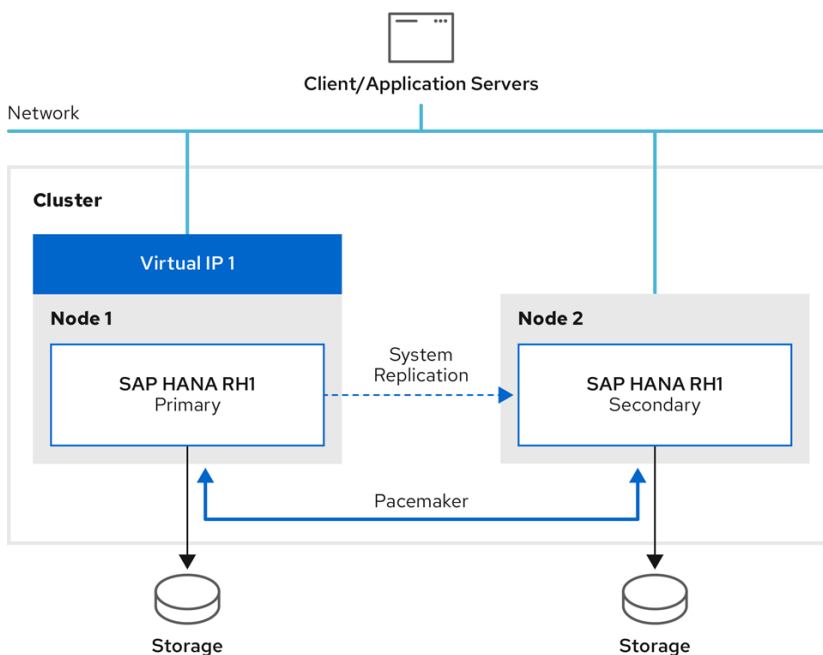 Client/Application Servers
Network
Cluster
Virtual IP 1
Node 1
Node 2
System
Replication
SAP HANA RH1
Primary
SAP HANA RH1
Secondary
Pacemaker
Storage
Storage